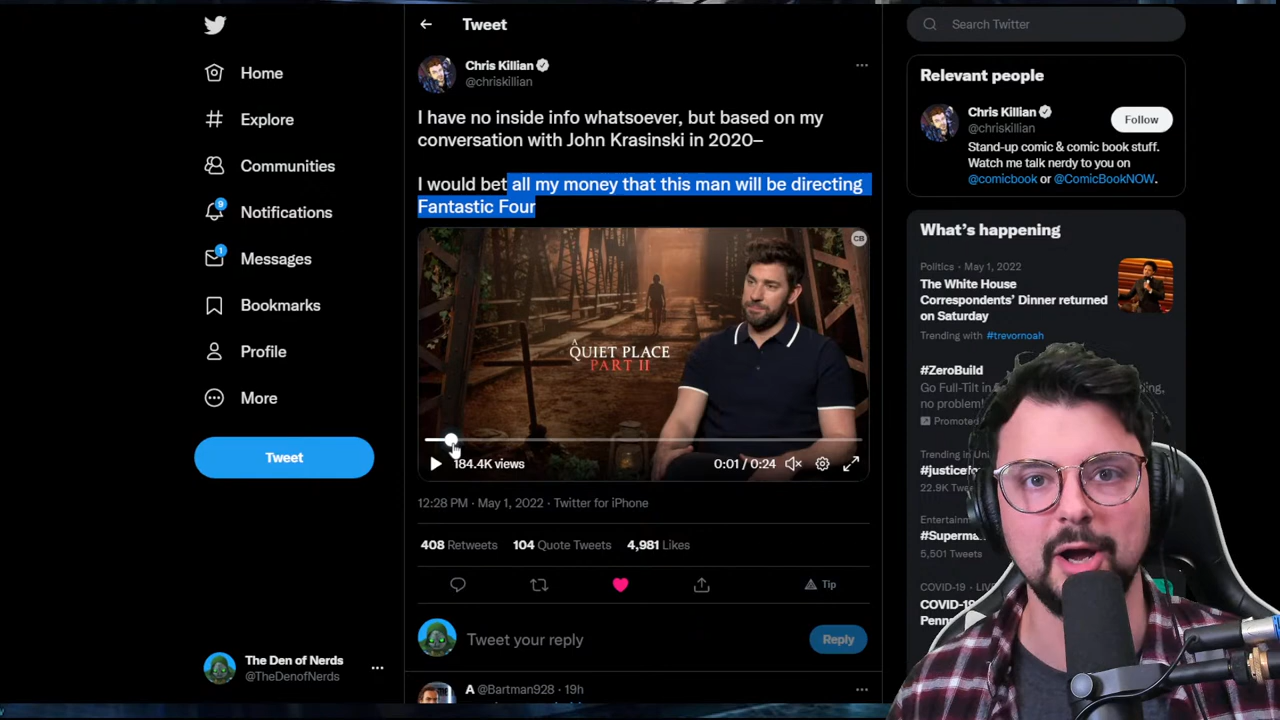 Home
Explore
Communities
9
Notifications
1
Messages
Bookmarks
Profile
More
Tweet
The Den of Nerds
@TheDenofNerds
Tweet
Chris Killian
@chriskillian
I have no inside info whatsoever, but based on my
conversation with John Krasinski in 2020–
I would bet all my money that this man will be directing
Fantastic Four
CB
A
QUIET PLACE
PART II
184.4K views
0:01 / 0:24
12:28 PM · May 1, 2022 · Twitter for iPhone
408 Retweets 104 Quote Tweets 4,981 Likes
Tip
Tweet your reply
Reply
A @Bartman928 · 19h
Search Twitter
Relevant people
Chris Killian
@chriskillian
Follow
Stand-up comic & comic book stuff.
Watch me talk nerdy to you on
@comicbook or @ComicBookNOW.
What's happening
Politics · May 1, 2022
The White House
Correspondents' Dinner returned
on Saturday
Trending with #trevornoah
#ZeroBuild
Go Full-Tilt in
no problem!
Promoted
Trending in
#justicefo
22.9K
Entertainm
#Superma
5,501 Tweets
COVID-19 ·
COVID-19
Penn